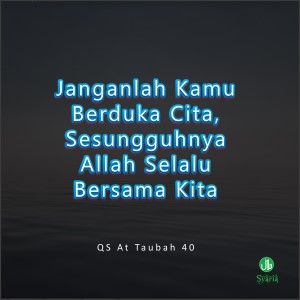 Janganlah Kamu
Berduka Cita,
Sesungguhnya
Allah Selalu
Bersama Kita
QS At Taubah 40
Syaria